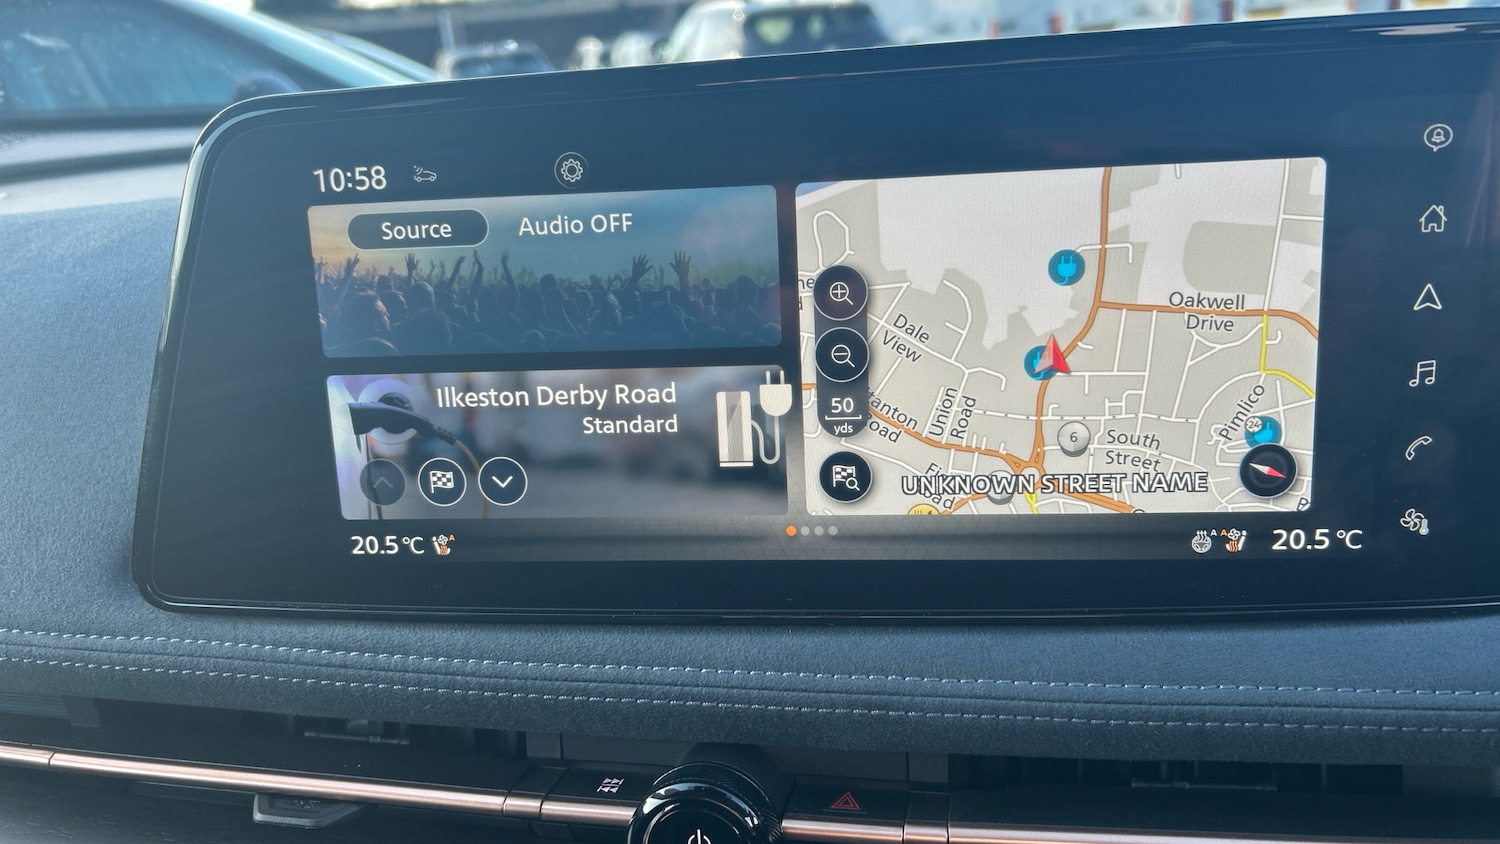 10:58
Source
Audio OFF
Ilkeston Derby Road
Standard
50
yds
Oakwell
Drive
Dale
View
Union
Road
Pimlico
24
6
South
Street
UNKNOWN STREET NAME
20.5 °C
A
A
A
20.5 °C